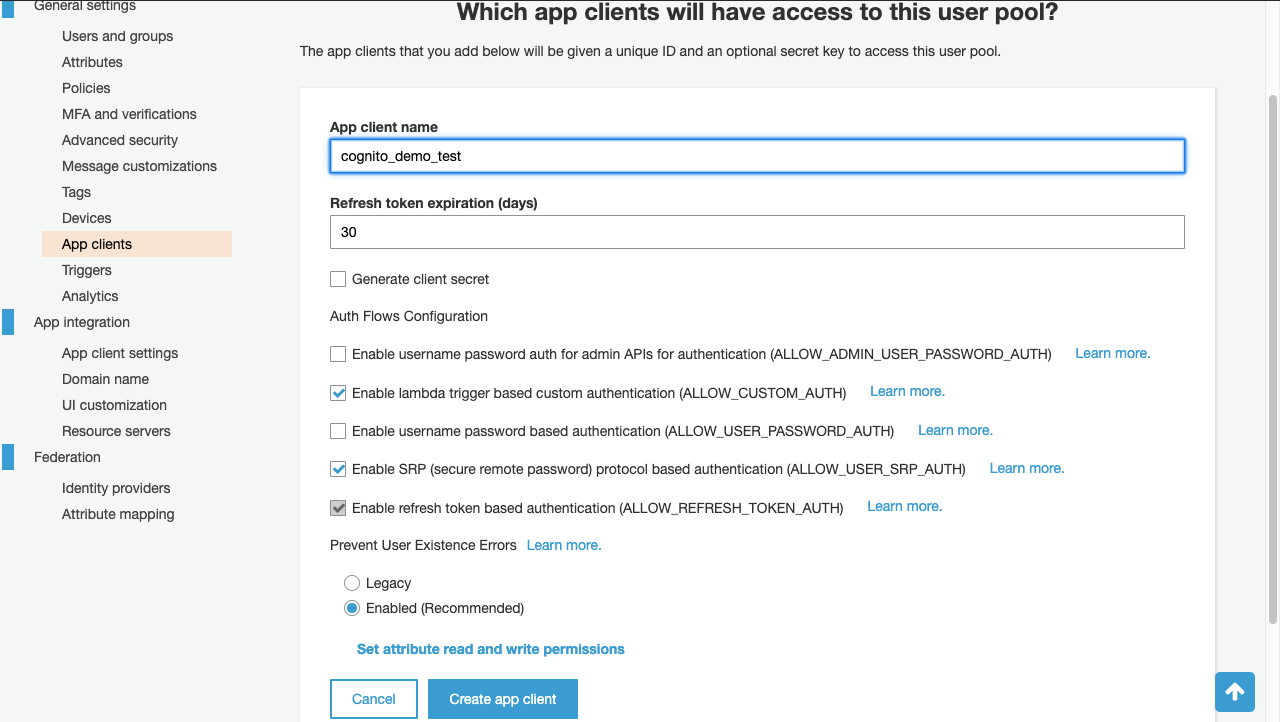 General settings
Users and groups
Attributes
Policies
MFA and verifications
Advanced security
Message customizations
Tags
Devices
App clients
Triggers
Analytics
App integration
App client settings
Domain name
UI customization
Resource servers
Federation
Identity providers
Attribute mapping
Which app clients will have access to this user pool?
The app clients that you add below will be given a unique ID and an optional secret key to access this user pool.
App client name
cognito_demo_test
Refresh token expiration (days)
30
Generate client secret
Auth Flows Configuration
Enable username password auth for admin APIs for authentication (ALLOW_ADMIN_USER_PASSWORD_AUTH) Learn more.
Enable lambda trigger based custom authentication (ALLOW_CUSTOM_AUTH) Learn more.
Enable username password based authentication (ALLOW_USER_PASSWORD_AUTH) Learn more.
Enable SRP (secure remote password) protocol based authentication (ALLOW_USER_SRP_AUTH) Learn more.
Enable refresh token based authentication (ALLOW_REFRESH_TOKEN_AUTH) Learn more.
Prevent User Existence Errors Learn more.
Legacy
Enabled (Recommended)
Set attribute read and write permissions
Cancel Create app client